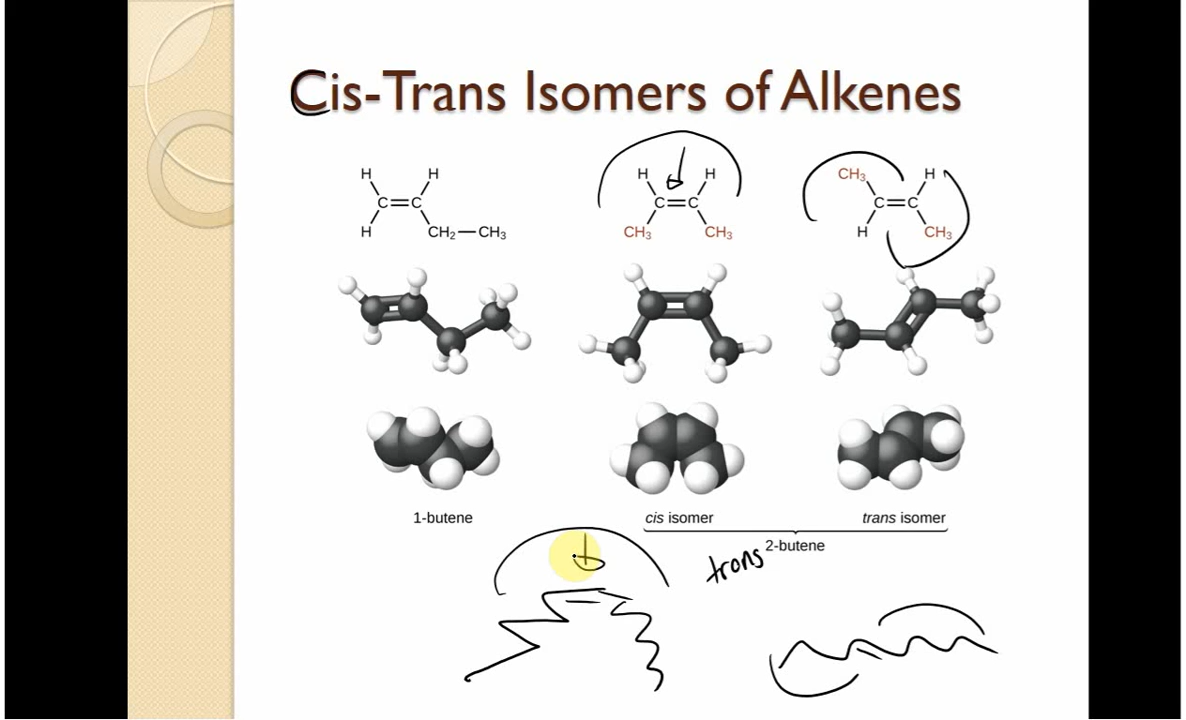 Cis-Trans Isomers of Alkenes
H H H H CH₃ H
C=C C=C C=C
H CH₂—CH₃ CH₃ CH₃ H CH₃
1-butene cis isomer trans isomer
2-butene
trans